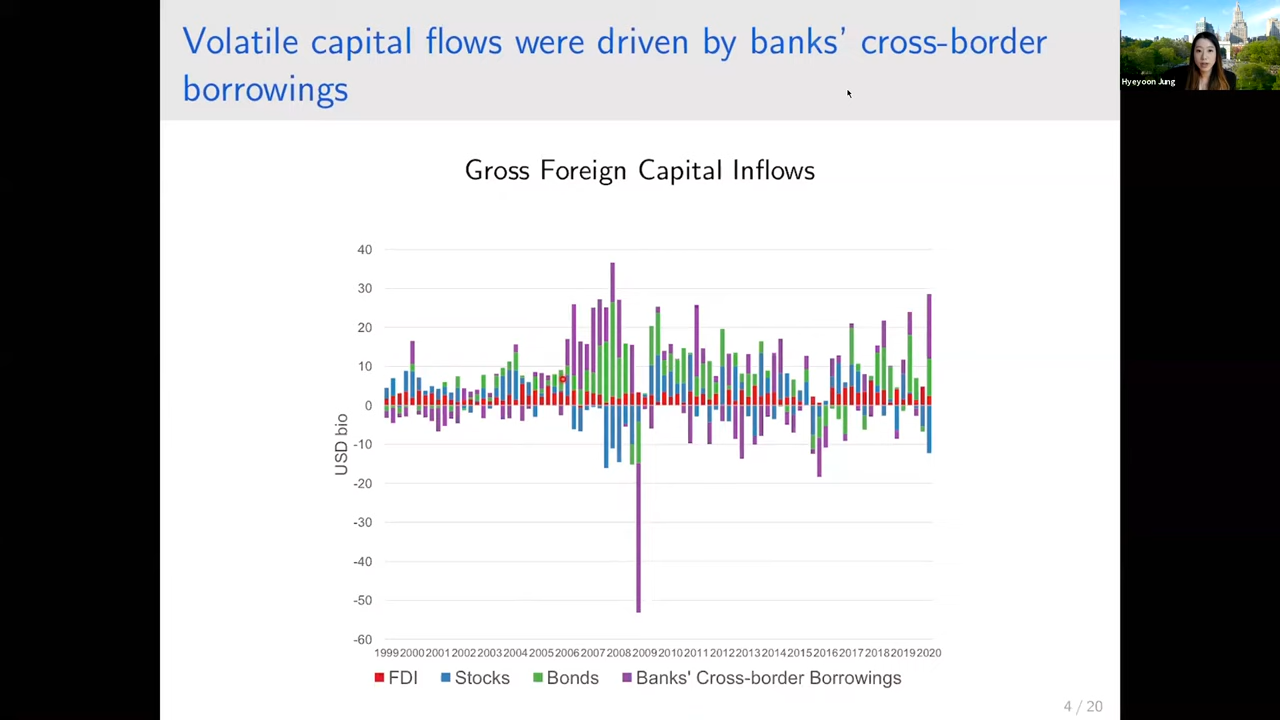 Volatile capital flows were driven by banks' cross-border
borrowings
Hyeyoon Jung
Gross Foreign Capital Inflows
40
30
20
10
0
-10
-20
-30
-40
-50
-60
USD bio
1999 2000 2001 2002 2003 2004 2005 2006 2007 2008 2009 2010 2011 2012 2013 2014 2015 2016 2017 2018 2019 2020
FDI Stocks Bonds Banks' Cross-border Borrowings
4 / 20